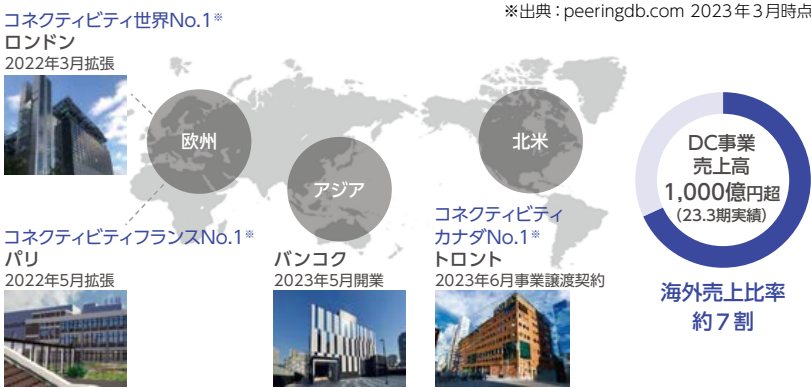 ※出典：peeringdb.com 2023年3月時点
コネクティビティ世界No.1※
ロンドン
2022年3月拡張
欧州
アジア
北米
コネクティビティフランスNo.1※
パリ
2022年5月拡張
バンコク
2023年5月開業
コネクティビティ
カナダNo.1※
トロント
2023年6月事業譲渡契約
DC事業
売上高
1,000億円超
（23.3期実績）
海外売上比率
約7割